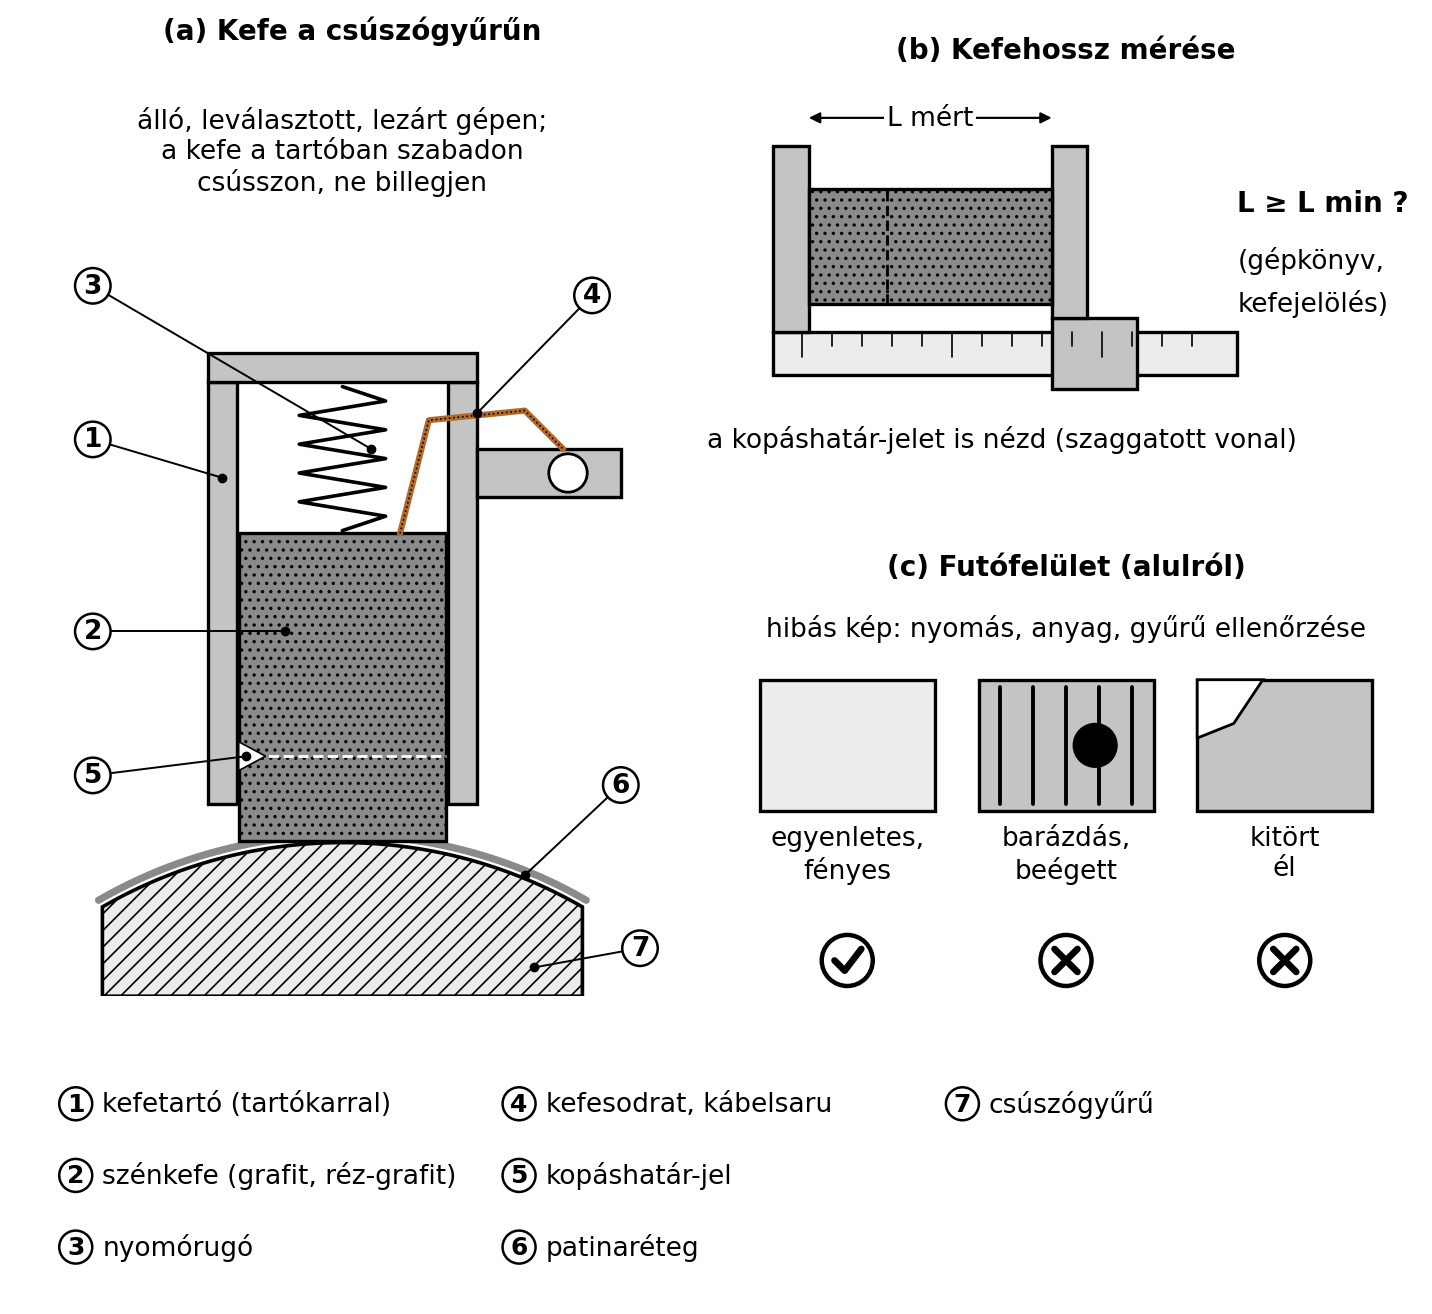 (a) Kefe a csúszógyűrűn
álló, leválasztott, lezárt gépen;
a kefe a tartóban szabadon
csússzon, ne billegjen
3
4
1
2
5
6
7
(b) Kefehossz mérése
L mért
L ≥ L min ?
(gépkönyv,
kefejelölés)
a kopáshatár-jelet is nézd (szaggatott vonal)
(c) Futófelület (alulról)
hibás kép: nyomás, anyag, gyűrű ellenőrzése
egyenletes,
fényes
barázdás,
beégett
kitört
él
1 kefetartó (tartókarral)
2 szénkefe (grafit, réz-grafit)
3 nyomórugó
4 kefesodrat, kábelsaru
5 kopáshatár-jel
6 patinaréteg
7 csúszógyűrű